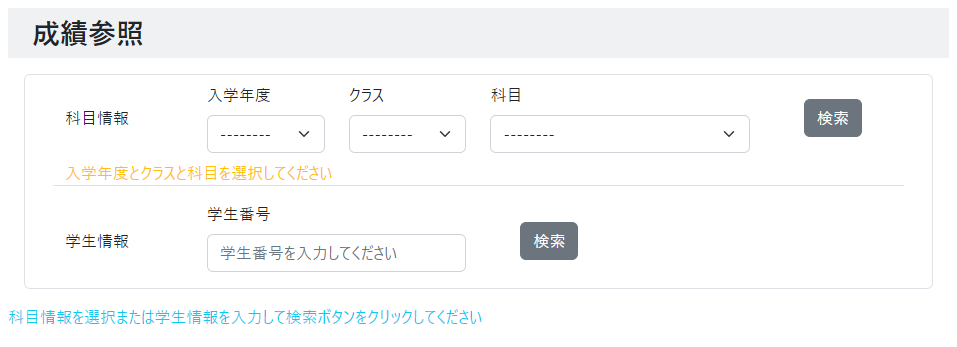 成績参照
入学年度 クラス 科目
科目情報 -------- -------- -------- 検索
入学年度とクラスと科目を選択してください
学生番号
学生情報 学生番号を入力してください 検索
科目情報を選択または学生情報を入力して検索ボタンをクリックしてください